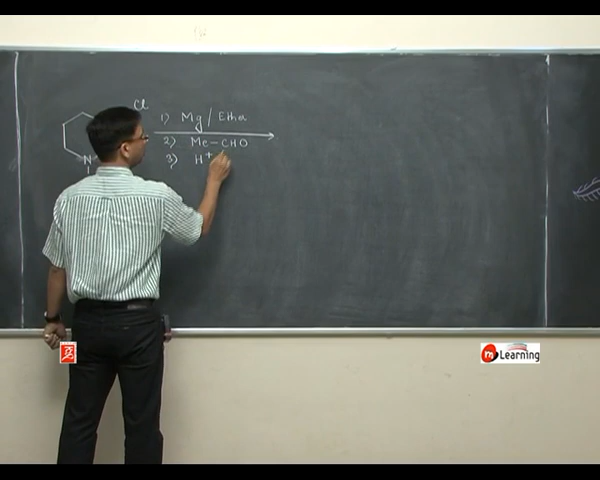 Cl
1) Mg / Ether
2) Me–CHO
3) H⁺
N
m Learning